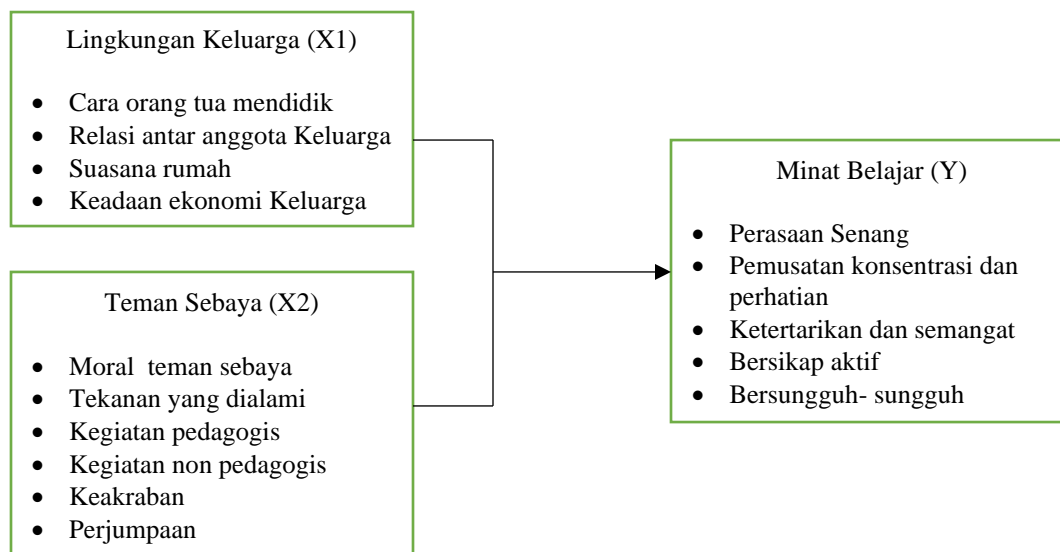 Lingkungan Keluarga (X1)
• Cara orang tua mendidik
• Relasi antar anggota Keluarga
• Suasana rumah
• Keadaan ekonomi Keluarga
Teman Sebaya (X2)
• Moral  teman sebaya
• Tekanan yang dialami
• Kegiatan pedagogis
• Kegiatan non pedagogis
• Keakraban
• Perjumpaan
Minat Belajar (Y)
• Perasaan Senang
• Pemusatan konsentrasi dan
perhatian
• Ketertarikan dan semangat
• Bersikap aktif
• Bersungguh- sungguh